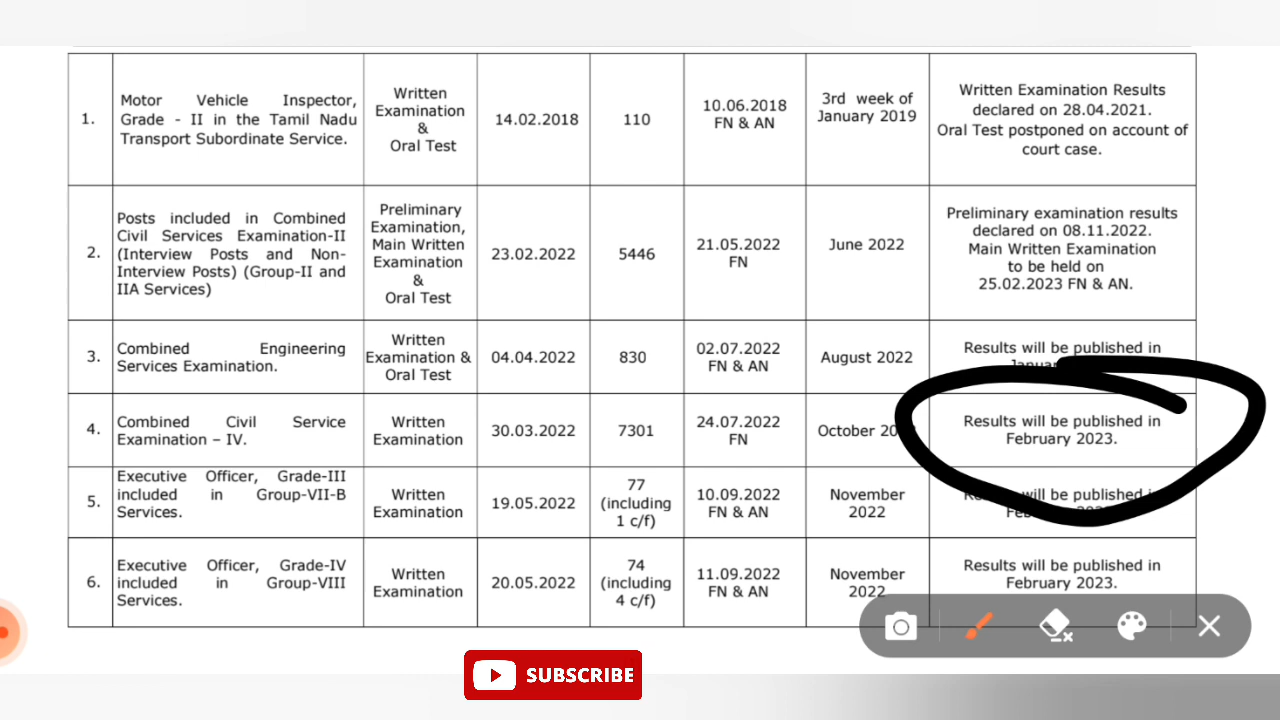 1.
Motor Vehicle Inspector,
Grade - II in the Tamil Nadu
Transport Subordinate Service.
Written
Examination
&
Oral Test
14.02.2018
110
10.06.2018
FN & AN
3rd week of
January 2019
Written Examination Results
declared on 28.04.2021.
Oral Test postponed on account of
court case.
2.
Posts included in Combined
Civil Services Examination-II
(Interview Posts and Non-
Interview Posts) (Group-II and
IIA Services)
Preliminary
Examination,
Main Written
Examination
&
Oral Test
23.02.2022
5446
21.05.2022
FN
June 2022
Preliminary examination results
declared on 08.11.2022.
Main Written Examination
to be held on
25.02.2023 FN & AN.
3.
Combined Engineering
Services Examination.
Written
Examination &
Oral Test
04.04.2022
830
02.07.2022
FN & AN
August 2022
Results will be published in
4.
Combined Civil Service
Examination – IV.
Written
Examination
30.03.2022
7301
24.07.2022
FN
October
Results will be published in
February 2023.
5.
Executive Officer, Grade-III
included in Group-VII-B
Services.
Written
Examination
19.05.2022
77
(including
1 c/f)
10.09.2022
FN & AN
November
2022
will be published
6.
Executive Officer, Grade-IV
included in Group-VIII
Services.
Written
Examination
20.05.2022
74
(including
4 c/f)
11.09.2022
FN & AN
November
2022
Results will be published in
February 2023.
SUBSCRIBE